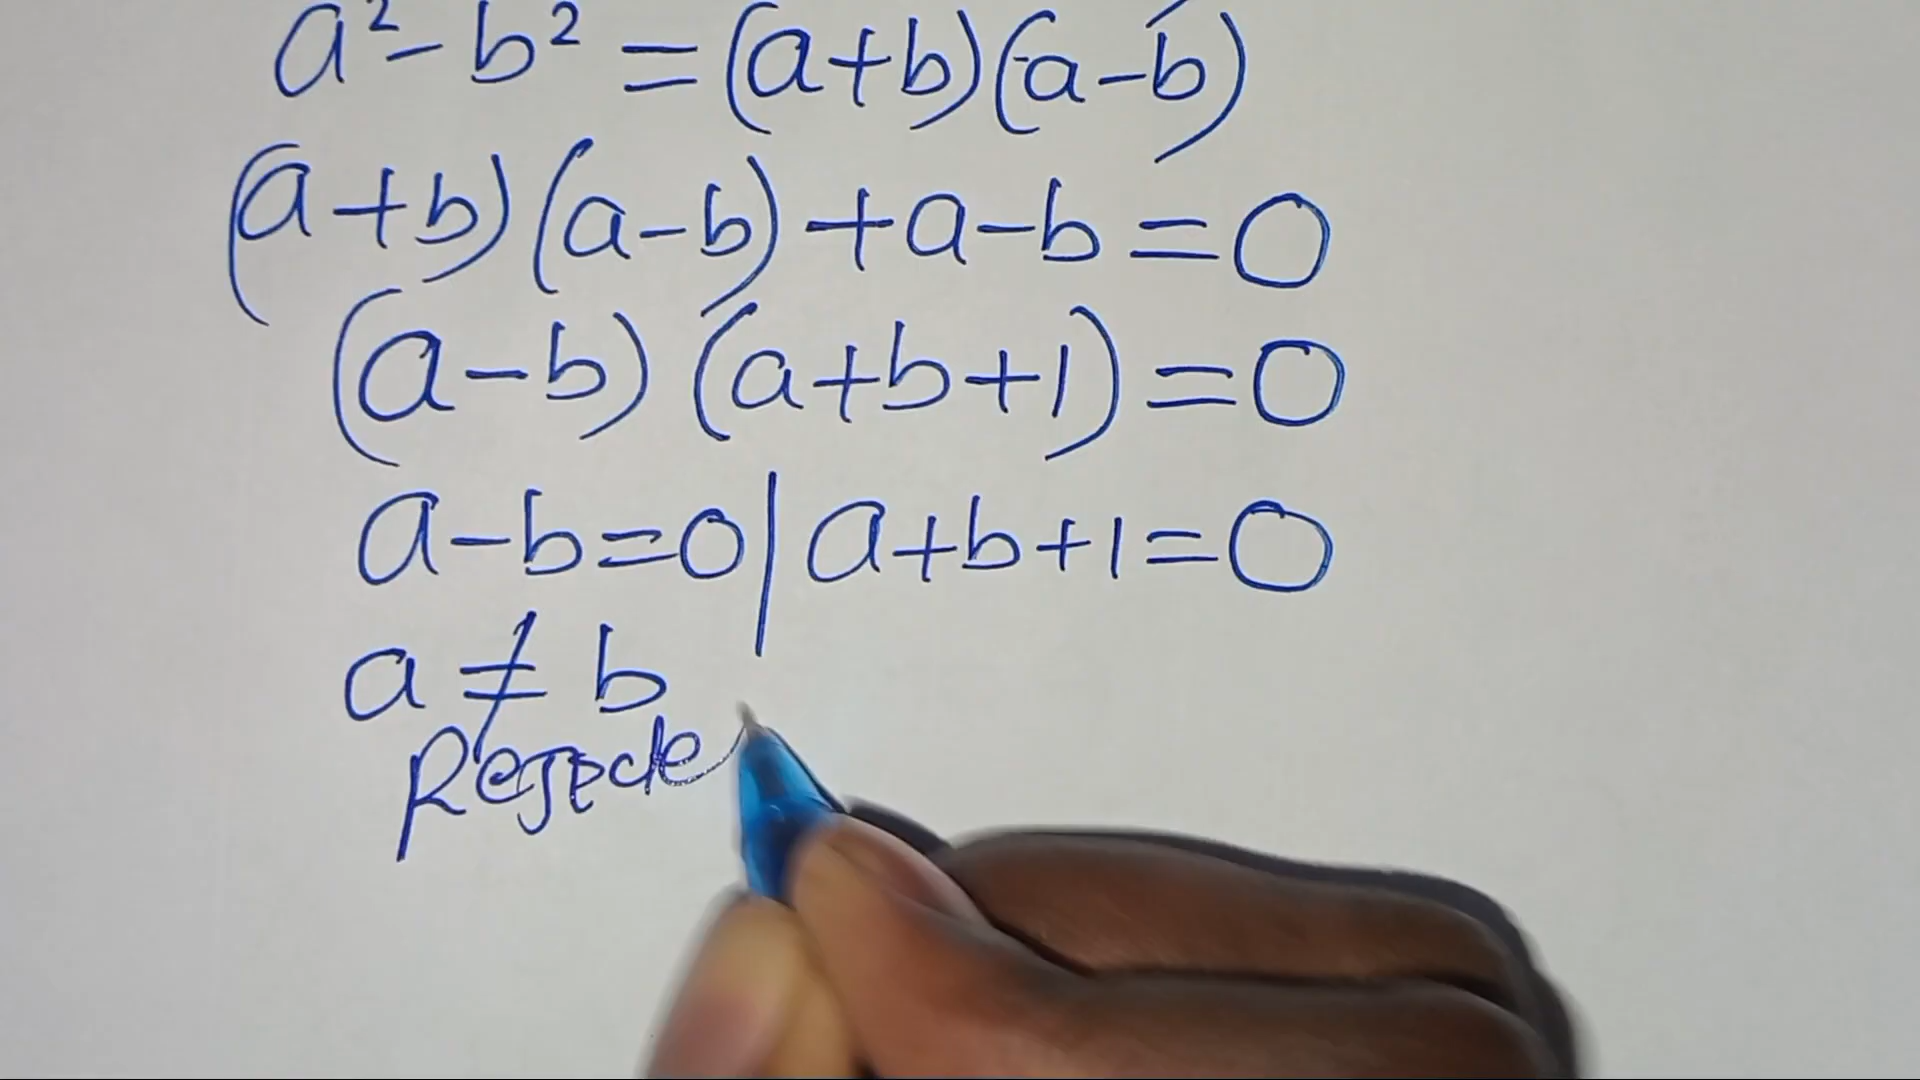 a² - b² = (a+b)(a-b)
(a+b)(a-b)+a-b=0
(a-b)(a+b+1)=0
a-b=0 | a+b+1=0
a ≠ b